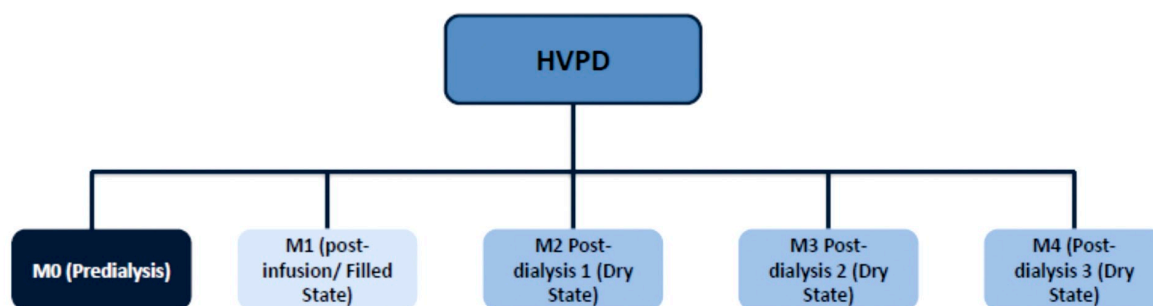 HVPD
M0 (Predialysis)
M1 (post-
infusion/ Filled
State)
M2 Post-
dialysis 1 (Dry
State)
M3 Post-
dialysis 2 (Dry
State)
M4 (Post-
dialysis 3 (Dry
State)